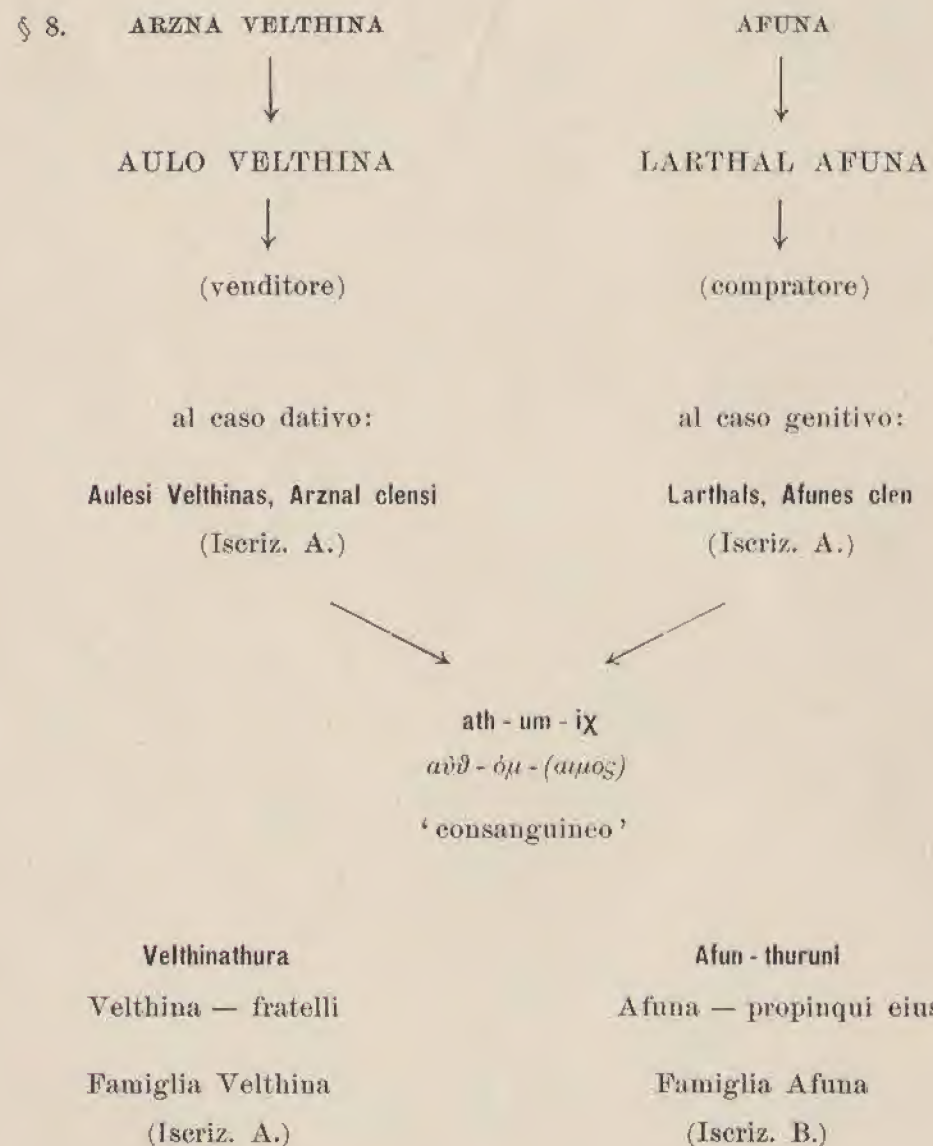 § 8. ARZNA VELTHINA AFUNA
AULO VELTHINA LARTHAL AFUNA
(venditore) (compratore)
al caso dativo: al caso genitivo:
Aulesi Velthinas, Arznal clensi Larthals, Afunes clen
(Iscriz. A.) (Iscriz. A.)
ath - um - iχ
αὐϑ - όμ - (αιμος)
‘ consanguineo ’
Velthinathura Afun - thuruni
Velthina — fratelli Afuna — propinqui eius
Famiglia Velthina Famiglia Afuna
(Iscriz. A.) (Iscriz. B.)